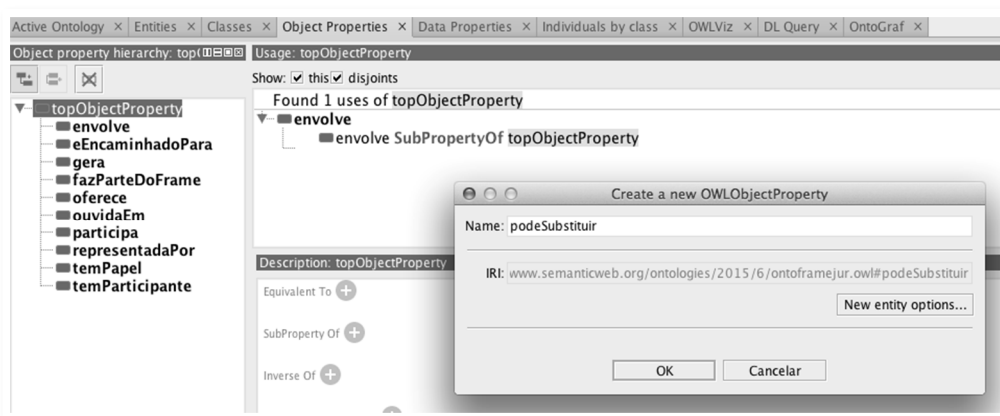 Active Ontology × Entities × Classes × Object Properties × Data Properties × Individuals by class × OWLViz × DL Query × OntoGraf ×
Object property hierarchy: top
Usage: topObjectProperty
Show: this disjoints
Found 1 uses of topObjectProperty
envolve
envolve SubPropertyOf topObjectProperty
topObjectProperty
envolve
eEncaminhadoPara
gera
fazParteDoFrame
oferece
ouvidaEm
participa
representadaPor
temPapel
temParticipante
Description: topObjectProperty
Equivalent To
SubProperty Of
Inverse Of
Create a new OWLObjectProperty
Name: podeSubstituir
IRI: www.semanticweb.org/ontologies/2015/6/ontoframejur.owl#podeSubstituir
New entity options...
OK
Cancelar